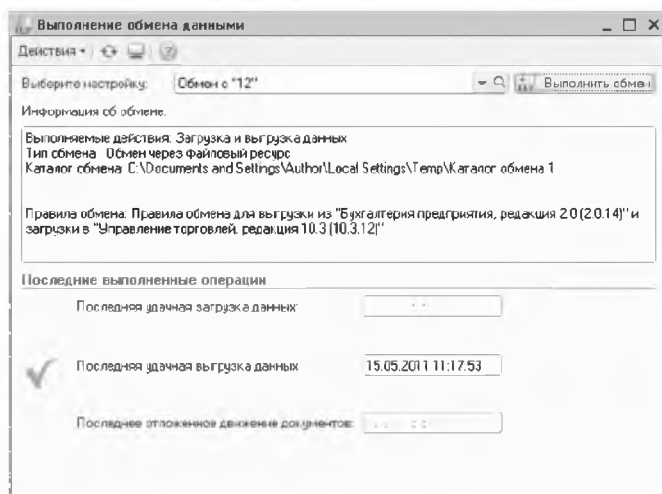 Выполнение обмена данными
Действия
Выберите настройку: Обмен с "12" Выполнить обмен
Информация об обмене:
Выполняемые действия: Загрузка и выгрузка данных
Тип обмена: Обмен через файловый ресурс
Каталог обмена: C:\Documents and Settings\Author\Local Settings\Temp\Каталог обмена 1
Правила обмена: Правила обмена для выгрузки из "Бухгалтерия предприятия, редакция 2.0 (2.0.14)" и
загрузки в "Управление торговлей, редакция 10.3 (10.3.12)"
Последние выполненные операции
Последняя удачная загрузка данных:
Последняя удачная выгрузка данных 15.05.2011 11:17:53
Последнее отложенное движение документов: